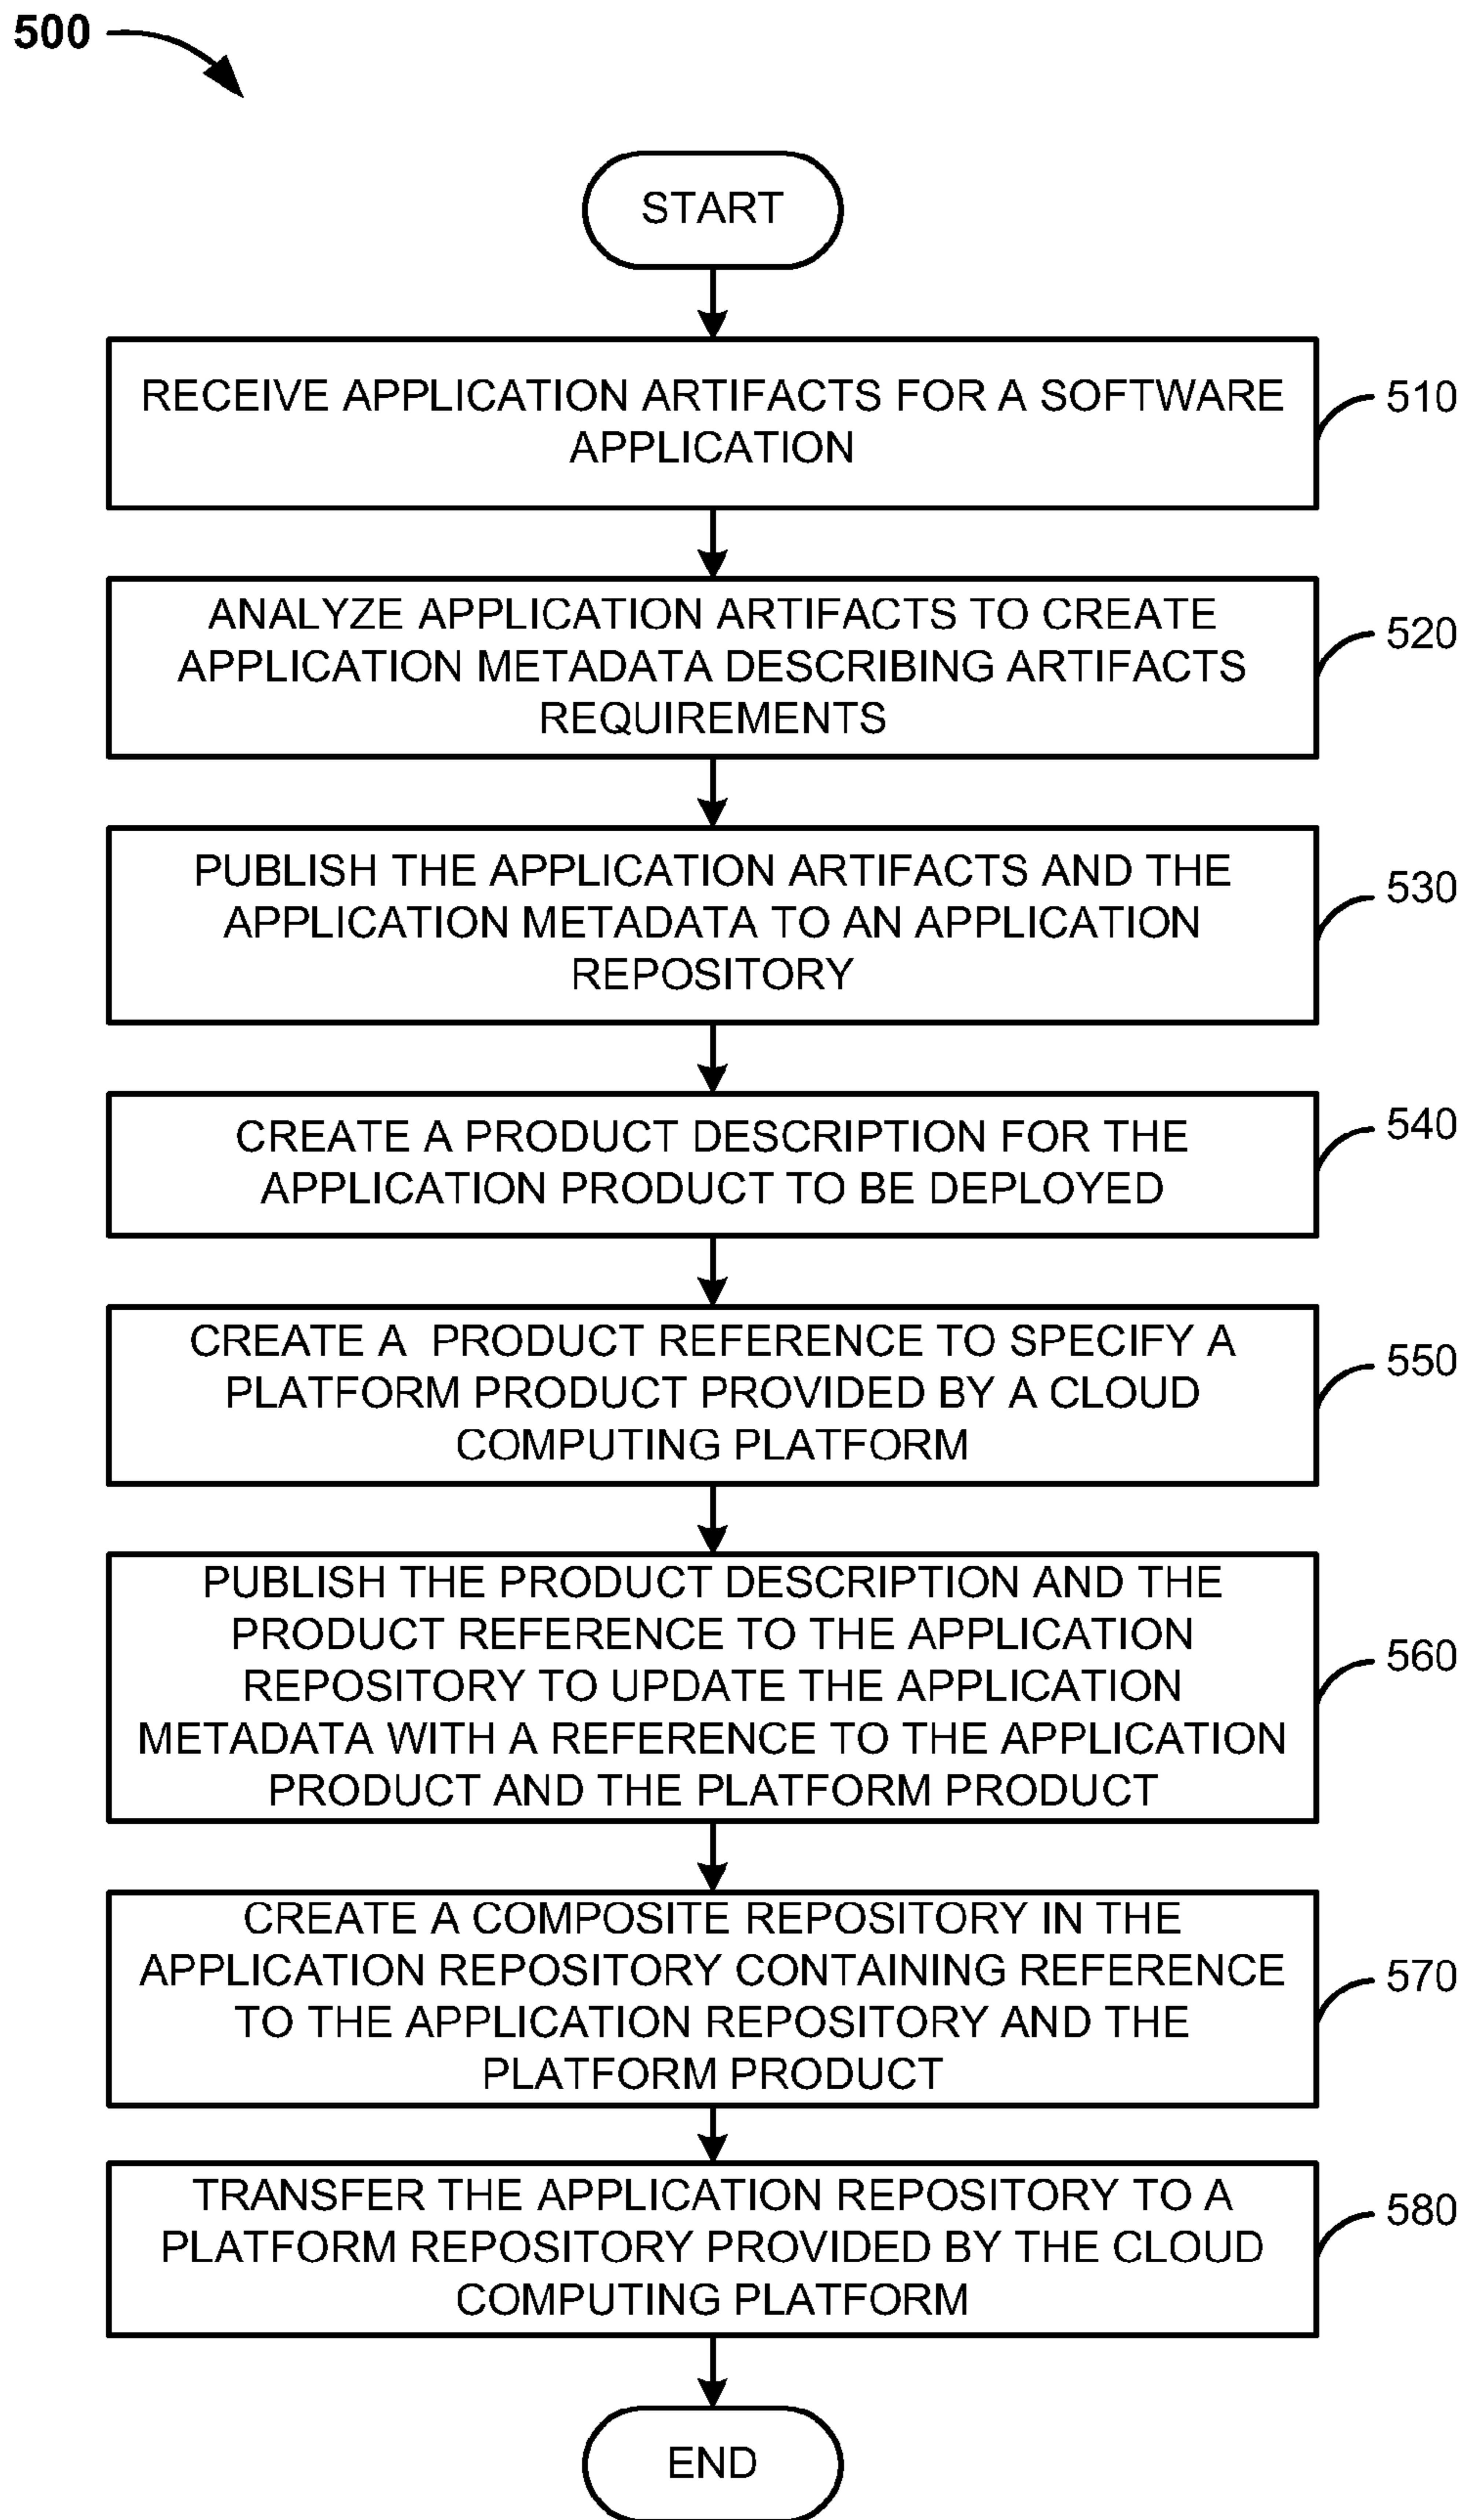 500
START
RECEIVE APPLICATION ARTIFACTS FOR A SOFTWARE
APPLICATION
510
ANALYZE APPLICATION ARTIFACTS TO CREATE
APPLICATION METADATA DESCRIBING ARTIFACTS
REQUIREMENTS
520
PUBLISH THE APPLICATION ARTIFACTS AND THE
APPLICATION METADATA TO AN APPLICATION
REPOSITORY
530
CREATE A PRODUCT DESCRIPTION FOR THE
APPLICATION PRODUCT TO BE DEPLOYED
540
CREATE A PRODUCT REFERENCE TO SPECIFY A
PLATFORM PRODUCT PROVIDED BY A CLOUD
COMPUTING PLATFORM
550
PUBLISH THE PRODUCT DESCRIPTION AND THE
PRODUCT REFERENCE TO THE APPLICATION
REPOSITORY TO UPDATE THE APPLICATION
METADATA WITH A REFERENCE TO THE APPLICATION
PRODUCT AND THE PLATFORM PRODUCT
560
CREATE A COMPOSITE REPOSITORY IN THE
APPLICATION REPOSITORY CONTAINING REFERENCE
TO THE APPLICATION REPOSITORY AND THE
PLATFORM PRODUCT
570
TRANSFER THE APPLICATION REPOSITORY TO A
PLATFORM REPOSITORY PROVIDED BY THE CLOUD
COMPUTING PLATFORM
580
END